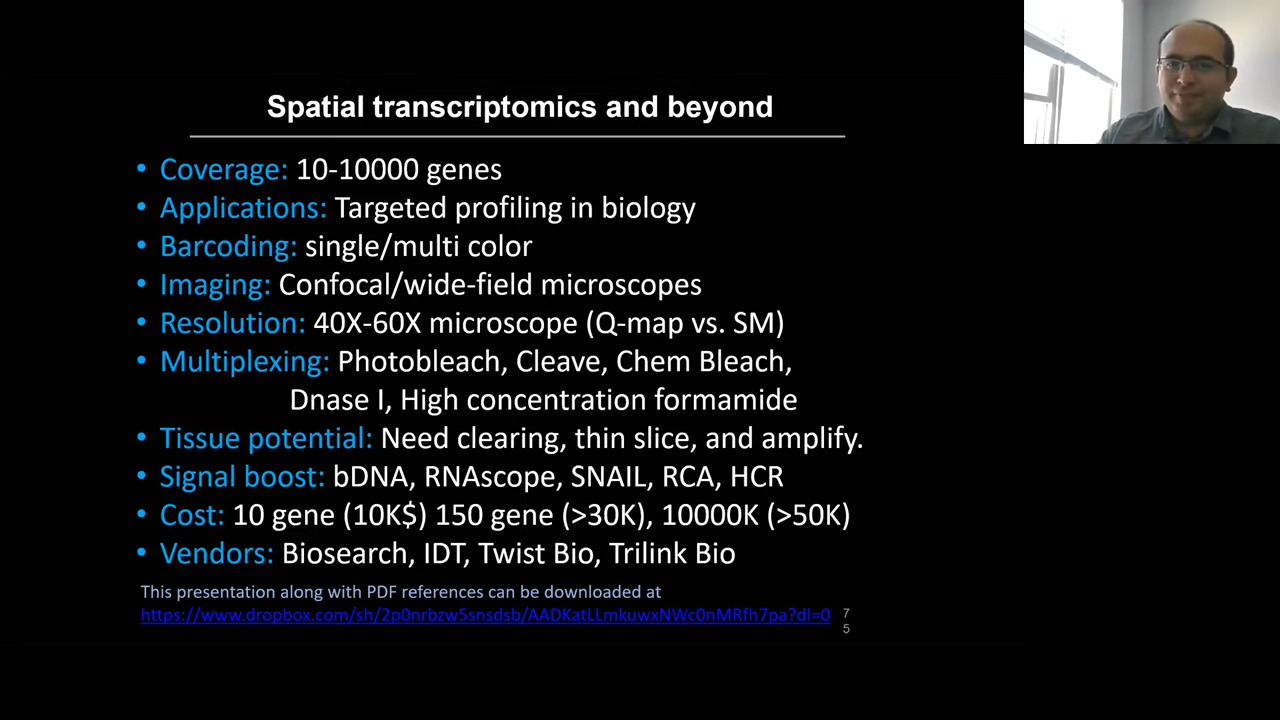 Spatial transcriptomics and beyond
• Coverage: 10-10000 genes
• Applications: Targeted profiling in biology
• Barcoding: single/multi color
• Imaging: Confocal/wide-field microscopes
• Resolution: 40X-60X microscope (Q-map vs. SM)
• Multiplexing: Photobleach, Cleave, Chem Bleach,
Dnase I, High concentration formamide
• Tissue potential: Need clearing, thin slice, and amplify.
• Signal boost: bDNA, RNAscope, SNAIL, RCA, HCR
• Cost: 10 gene (10K$) 150 gene (>30K), 10000K (>50K)
• Vendors: Biosearch, IDT, Twist Bio, Trilink Bio
This presentation along with PDF references can be downloaded at
https://www.dropbox.com/sh/2p0nrbzw5snsdsb/AADKatLLmkuwxNWc0nMRfh7pa?dl=0
7
5